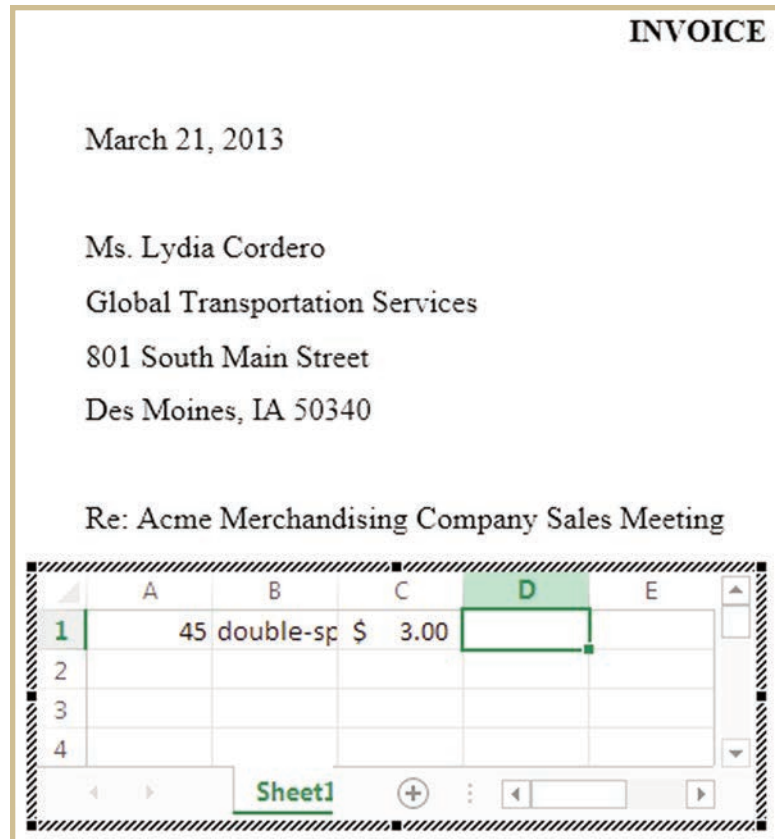 INVOICE
March 21, 2013
Ms. Lydia Cordero
Global Transportation Services
801 South Main Street
Des Moines, IA 50340
Re: Acme Merchandising Company Sales Meeting
A B C D E
1 45 double-sp $ 3.00
2
3
4
Sheet1